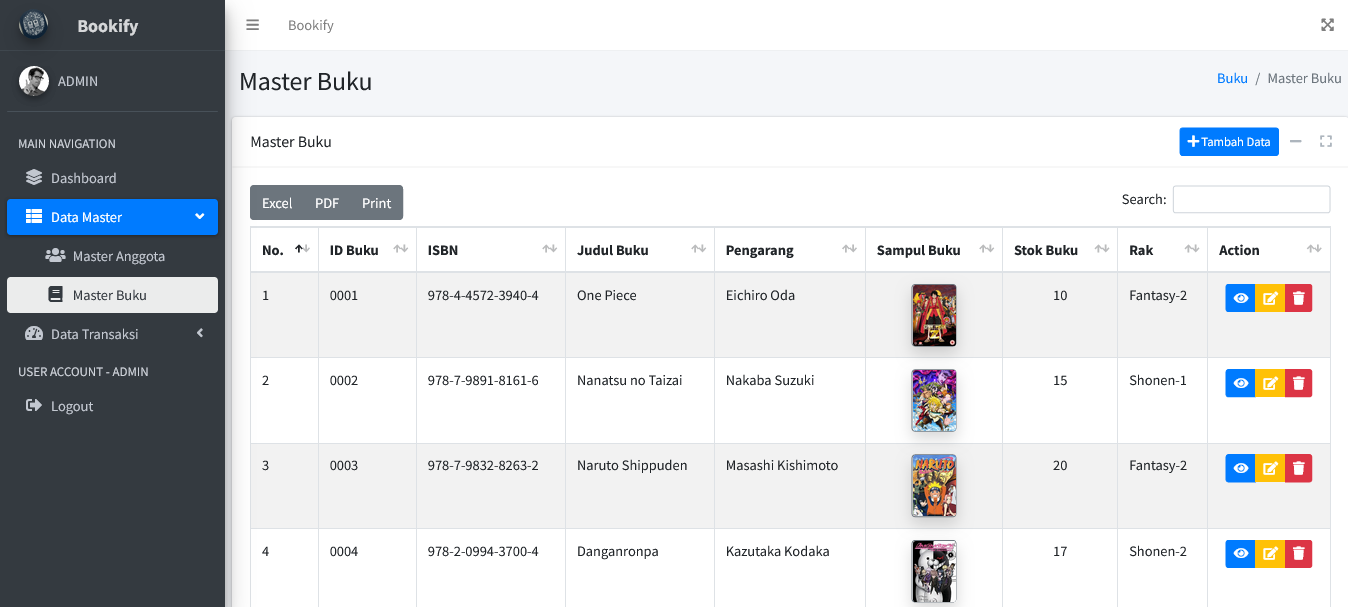 Bookify
Bookify
ADMIN
MAIN NAVIGATION
Dashboard
Data Master
Master Anggota
Master Buku
Data Transaksi
USER ACCOUNT - ADMIN
Logout
Master Buku
Buku / Master Buku
Master Buku
Tambah Data
Excel PDF Print
Search:
No. ID Buku ISBN Judul Buku Pengarang Sampul Buku Stok Buku Rak Action
1 0001 978-4-4572-3940-4 One Piece Eichiro Oda 10 Fantasy-2
2 0002 978-7-9891-8161-6 Nanatsu no Taizai Nakaba Suzuki 15 Shonen-1
3 0003 978-7-9832-8263-2 Naruto Shippuden Masashi Kishimoto NARUTO 20 Fantasy-2
4 0004 978-2-0994-3700-4 Danganronpa Kazutaka Kodaka 17 Shonen-2